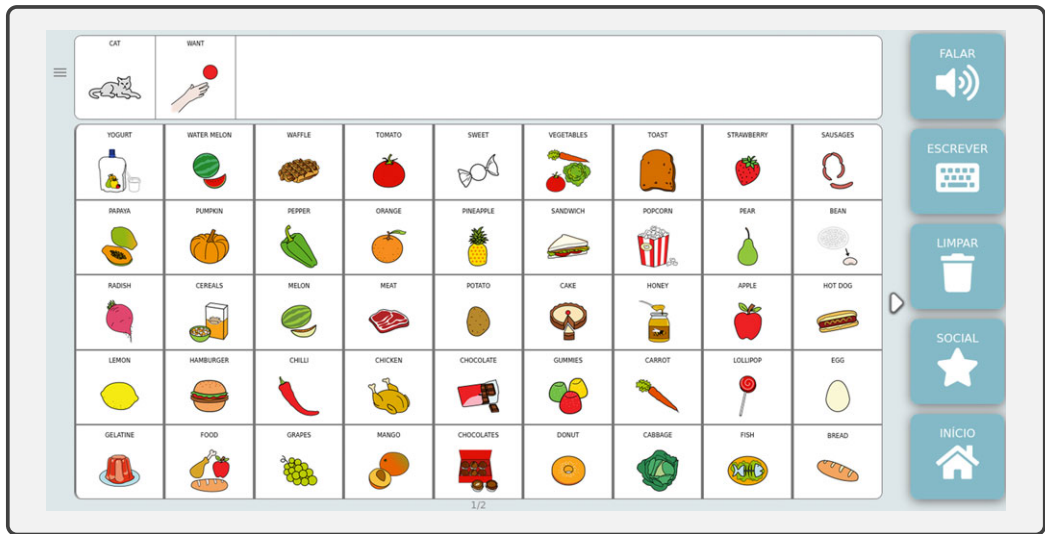 CAT WANT
FALAR
YOGURT WATER MELON WAFFLE TOMATO SWEET VEGETABLES TOAST STRAWBERRY SAUSAGES
ESCREVER
PAPAYA PUMPKIN PEPPER ORANGE PINEAPPLE SANDWICH POPCORN PEAR BEAN
LIMPAR
RADISH CEREALS MELON MEAT POTATO CAKE HONEY APPLE HOT DOG
SOCIAL
LEMON HAMBURGER CHILLI CHICKEN CHOCOLATE GUMMIES CARROT LOLLIPOP EGG
INÍCIO
GELATINE FOOD GRAPES MANGO CHOCOLATES DONUT CABBAGE FISH BREAD
1/2